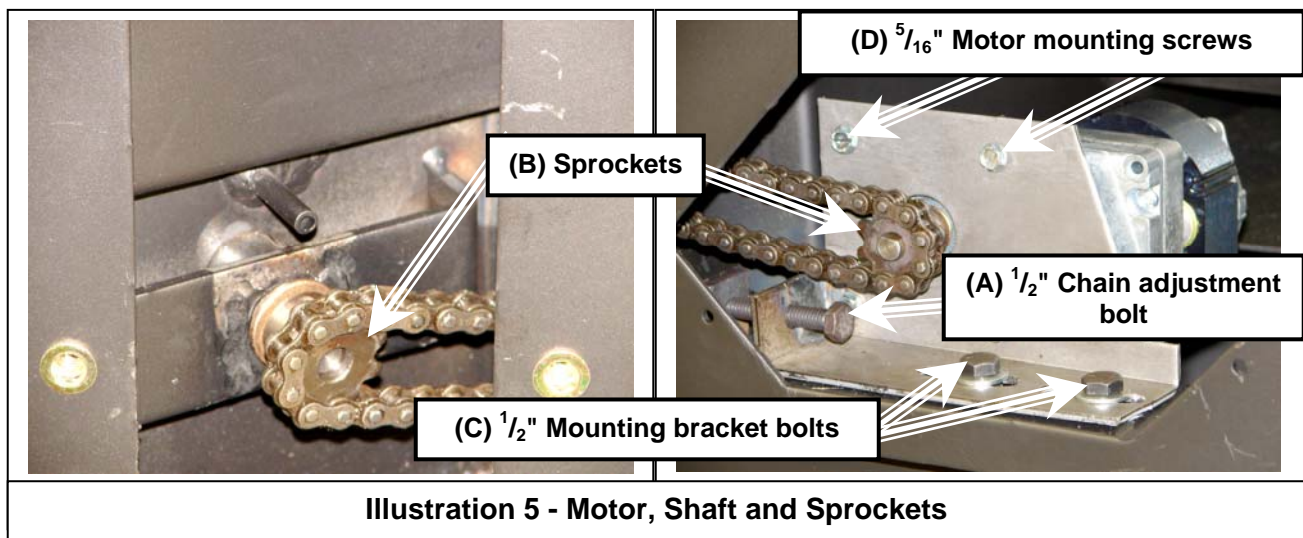 (D) 5/16" Motor mounting screws
(B) Sprockets
(A) 1/2" Chain adjustment
bolt
(C) 1/2" Mounting bracket bolts
Illustration 5 - Motor, Shaft and Sprockets